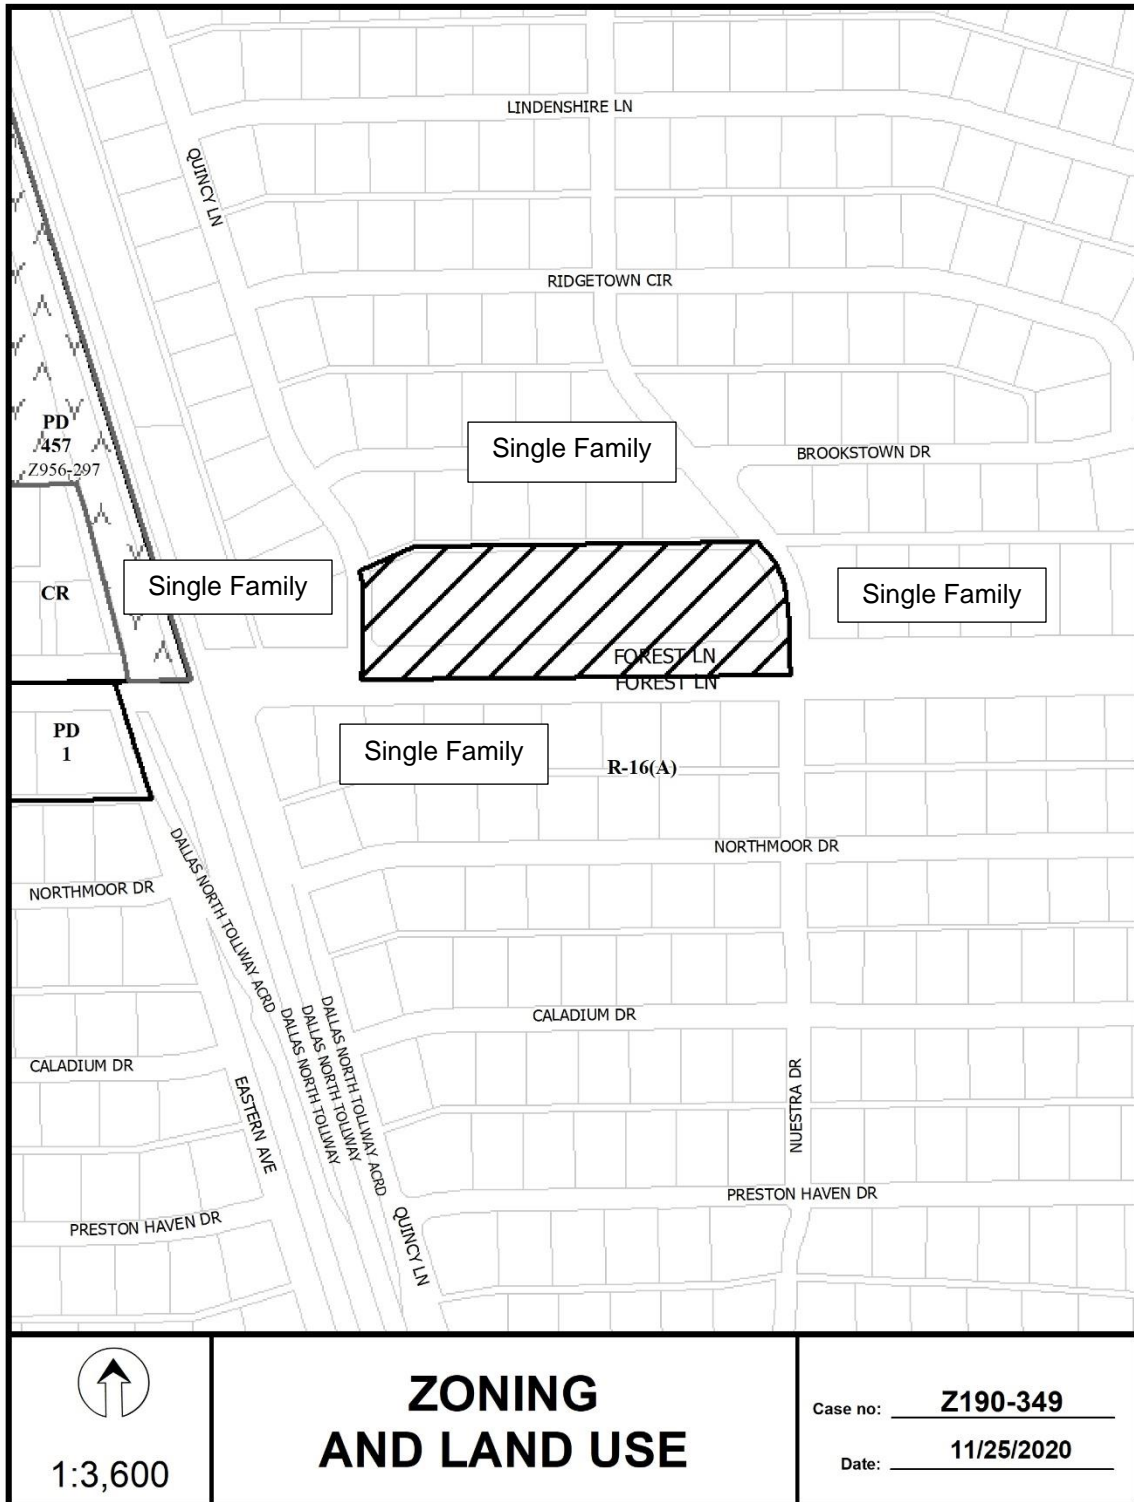 LINDENSHIRE LN
QUINCY LN
RIDGETOWN CIR
PD
457
Z956-297
Single Family
BROOKSTOWN DR
CR
Single Family
Single Family
FOREST LN
FOREST LN
PD
1
Single Family
R-16(A)
NORTHMOOR DR
NORTHMOOR DR
DALLAS NORTH TOLLWAY ACRD
DALLAS NORTH TOLLWAY
DALLAS NORTH TOLLWAY
DALLAS NORTH TOLLWAY ACRD
CALADIUM DR
CALADIUM DR
EASTERN AVE
NUESTRA DR
PRESTON HAVEN DR
PRESTON HAVEN DR
QUINCY LN
1:3,600
ZONING
AND LAND USE
Case no: Z190-349
Date: 11/25/2020